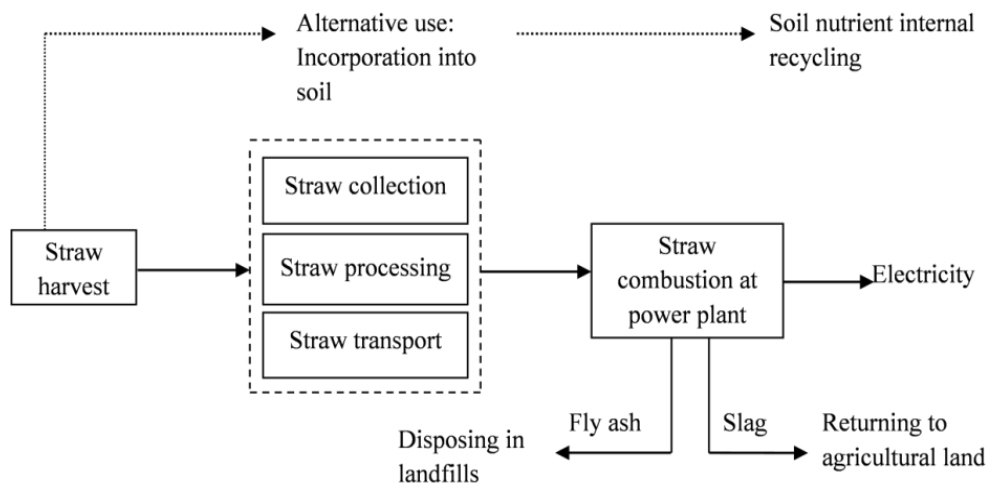 Alternative use:
Incorporation into
soil
Soil nutrient internal
recycling
Straw
harvest
Straw collection
Straw processing
Straw transport
Straw
combustion at
power plant
Electricity
Fly ash
Disposing in
landfills
Slag
Returning to
agricultural land